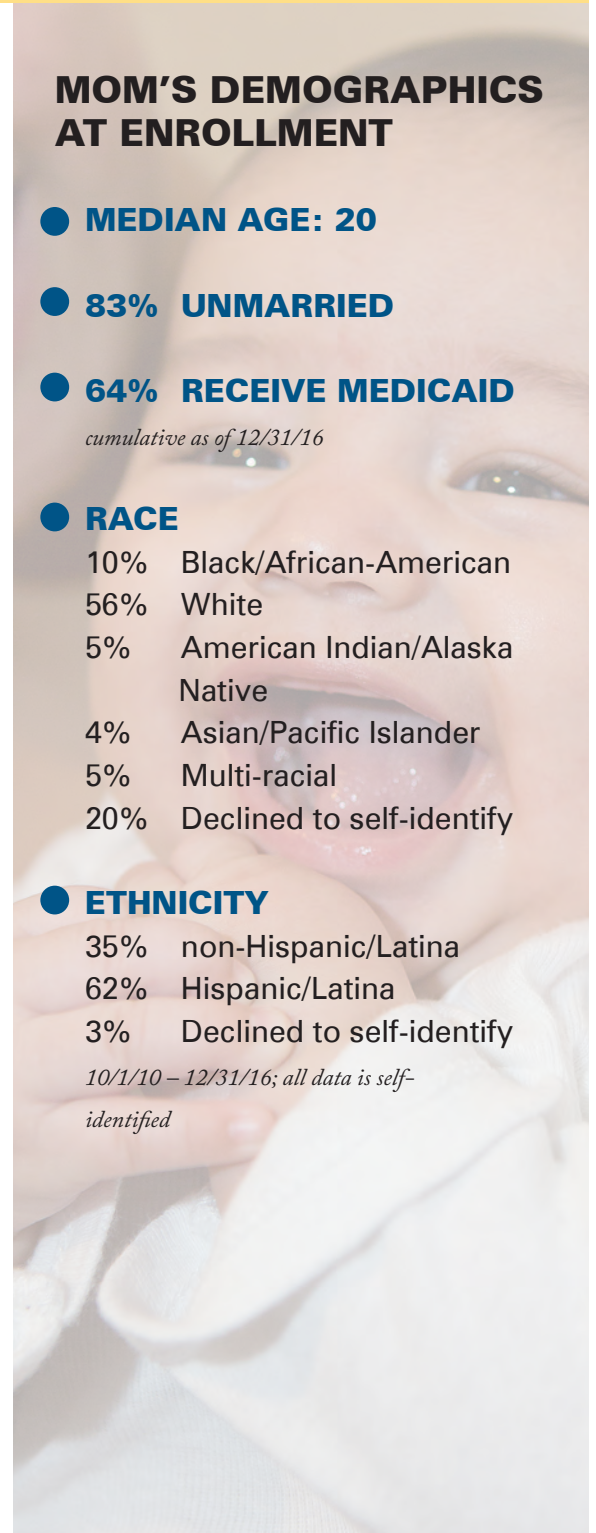 MOM'S DEMOGRAPHICS
AT ENROLLMENT
MEDIAN AGE: 20
83% UNMARRIED
64% RECEIVE MEDICAID
cumulative as of 12/31/16
RACE
10% Black/African-American
56% White
5% American Indian/Alaska
Native
4% Asian/Pacific Islander
5% Multi-racial
20% Declined to self-identify
ETHNICITY
35% non-Hispanic/Latina
62% Hispanic/Latina
3% Declined to self-identify
10/1/10 – 12/31/16; all data is self-
identified